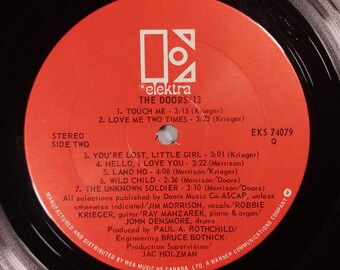 elektra
THE DOORS/13
1. TOUCH ME - 3:15 (Krieger)
2. LOVE ME TWO TIMES - 3:23 (Krieger)
STEREO
SIDE TWO
EKS 74079
Q
3. YOU'RE LOST, LITTLE GIRL - 3:01 (Krieger)
4. HELLO, I LOVE YOU - 2:22 (Morrison)
5. LAND HO - 4:08 (Morrison/Krieger)
6. WILD CHILD - 2:36 (Morrison/Doors)
7. THE UNKNOWN SOLDIER - 3:10 (Morrison/Doors)
All selections published by Doors Music Co. ASCAP, unless
otherwise indicated/JIM MORRISON, vocals/ROBBIE
KRIEGER, guitar/RAY MANZAREK, piano & organ/
JOHN DENSMORE, drums.
Produced by PAUL A. ROTHCHILD/
Engineering BRUCE BOTNICK/
Production Supervision/
JAC HOLZMAN
MANUFACTURED AND DISTRIBUTED BY WEA MUSIC OF CANADA, LTD. A WARNER COMMUNICATIONS COMPANY